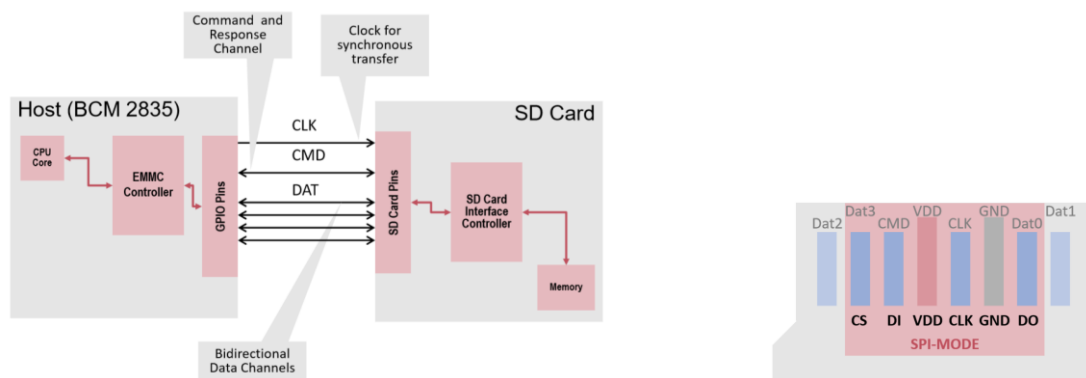 Command and
Response
Channel
Clock for
synchronous
transfer
Host (BCM 2835)
SD Card
CPU
Core
EMMC
Controller
GPIO Pins
CLK
CMD
DAT
SD Card Pins
SD Card
Interface
Controller
Memory
Bidirectional
Data Channels
Dat2
Dat3
CMD
VDD
CLK
GND
Dat0
Dat1
CS DI VDD CLK GND DO
SPI-MODE